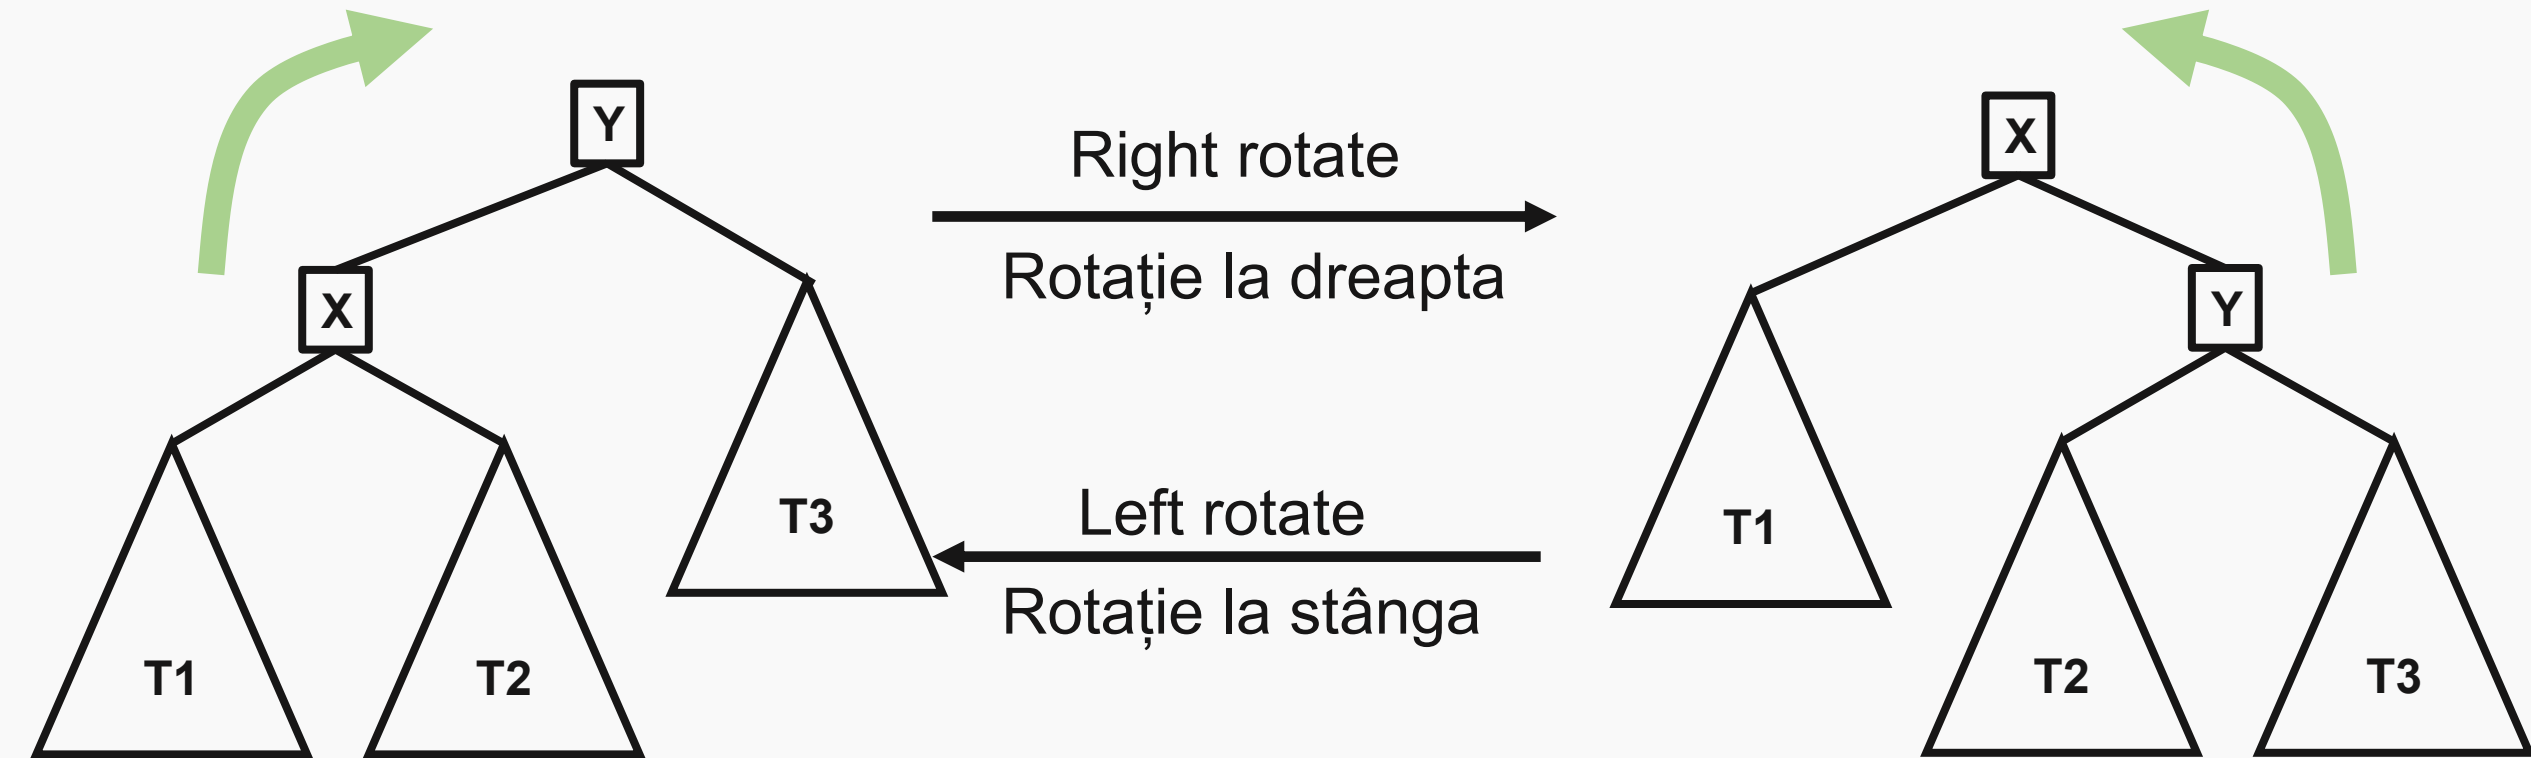 Y
X
T1
T2
T3
Right rotate
Rotație la dreapta
Left rotate
Rotație la stânga
X
Y
T1
T2
T3